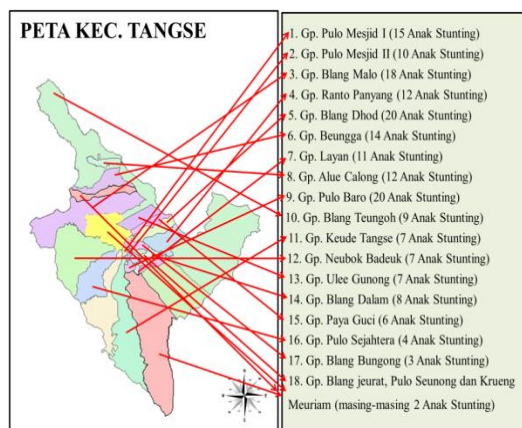 PETA KEC. TANGSE
1. Gp. Pulo Mesjid I (15 Anak Stunting)
2. Gp. Pulo Mesjid II (10 Anak Stunting)
3. Gp. Blang Malo (18 Anak Stunting)
4. Gp. Ranto Panyang (12 Anak Stunting)
5. Gp. Blang Dhod (20 Anak Stunting)
6. Gp. Beungga (14 Anak Stunting)
7. Gp. Layan (11 Anak Stunting)
8. Gp. Alue Calong (12 Anak Stunting)
9. Gp. Pulo Baro (20 Anak Stunting)
10. Gp. Blang Teungoh (9 Anak Stunting)
11. Gp. Keude Tangse (7 Anak Stunting)
12. Gp. Neubok Badeuk (7 Anak Stunting)
13. Gp. Ulee Gunong (7 Anak Stunting)
14. Gp. Blang Dalam (8 Anak Stunting)
15. Gp. Paya Guci (6 Anak Stunting)
16. Gp. Pulo Sejahtera (4 Anak Stunting)
17. Gp. Blang Bungong (3 Anak Stunting)
18. Gp. Blang jeurat, Pulo Seunong dan Krueng
Meuriam (masing-masing 2 Anak Stunting)